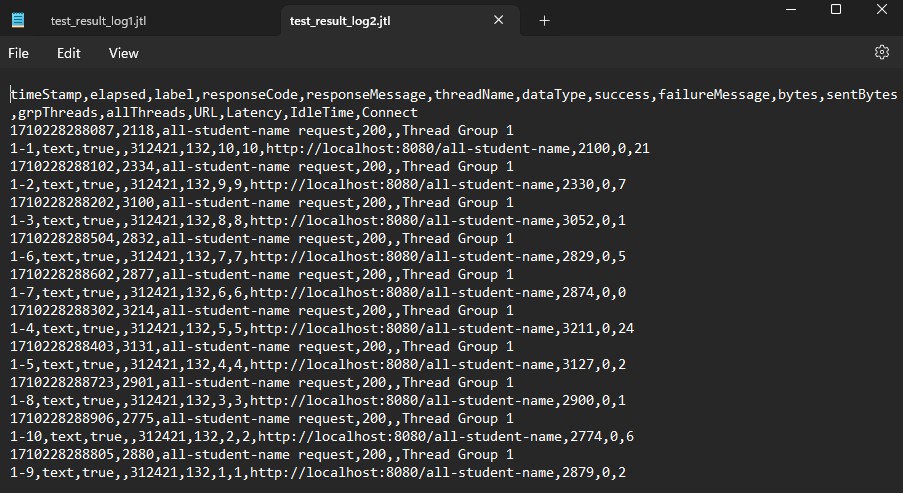 test_result_log1.jtl
test_result_log2.jtl
File Edit View
timeStamp,elapsed,label,responseCode,responseMessage,threadName,dataType,success,failureMessage,bytes,sentBytes
,grpThreads,allThreads,URL,Latency,IdleTime,Connect
1710228288087,2118,all-student-name request,200,,Thread Group 1
1-1,text,true,,312421,132,10,10,http://localhost:8080/all-student-name,2100,0,21
1710228288102,2334,all-student-name request,200,,Thread Group 1
1-2,text,true,,312421,132,9,9,http://localhost:8080/all-student-name,2330,0,7
1710228288202,3100,all-student-name request,200,,Thread Group 1
1-3,text,true,,312421,132,8,8,http://localhost:8080/all-student-name,3052,0,1
1710228288504,2832,all-student-name request,200,,Thread Group 1
1-6,text,true,,312421,132,7,7,http://localhost:8080/all-student-name,2829,0,5
1710228288602,2877,all-student-name request,200,,Thread Group 1
1-7,text,true,,312421,132,6,6,http://localhost:8080/all-student-name,2874,0,0
1710228288302,3214,all-student-name request,200,,Thread Group 1
1-4,text,true,,312421,132,5,5,http://localhost:8080/all-student-name,3211,0,24
1710228288403,3131,all-student-name request,200,,Thread Group 1
1-5,text,true,,312421,132,4,4,http://localhost:8080/all-student-name,3127,0,2
1710228288723,2901,all-student-name request,200,,Thread Group 1
1-8,text,true,,312421,132,3,3,http://localhost:8080/all-student-name,2900,0,1
1710228288906,2775,all-student-name request,200,,Thread Group 1
1-10,text,true,,312421,132,2,2,http://localhost:8080/all-student-name,2774,0,6
1710228288805,2880,all-student-name request,200,,Thread Group 1
1-9,text,true,,312421,132,1,1,http://localhost:8080/all-student-name,2879,0,2